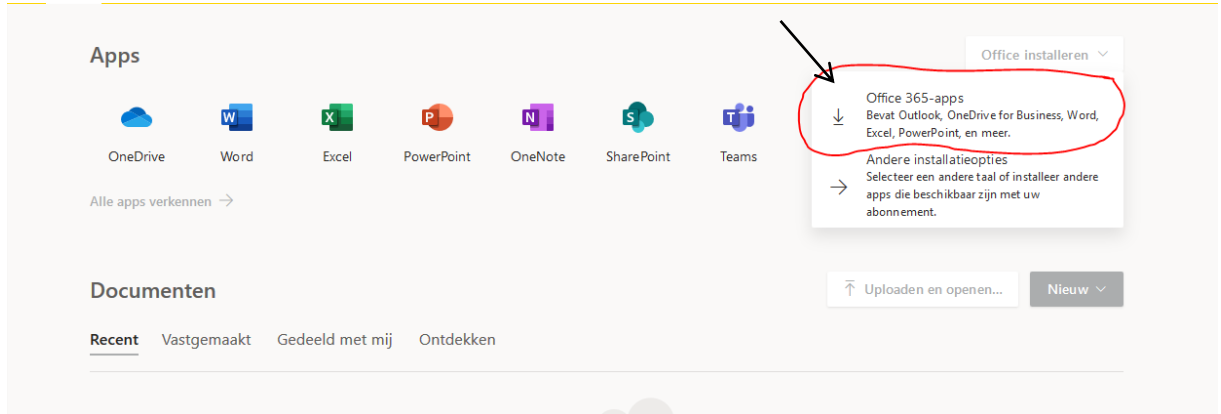 Apps
Office installeren
Office 365-apps
Bevat Outlook, OneDrive for Business, Word,
Excel, PowerPoint, en meer.
OneDrive
Word
Excel
PowerPoint
OneNote
SharePoint
Teams
Andere installatieopties
Selecteer een andere taal of installeer andere
apps die beschikbaar zijn met uw
abonnement.
Alle apps verkennen
Documenten
Uploaden en openen...
Nieuw
Recent
Vastgemaakt
Gedeeld met mij
Ontdekken